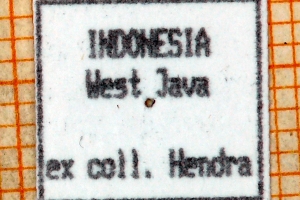 INDONESIA
West Java
ex coll. Hendra